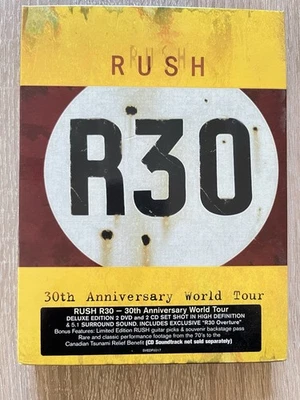 RUSH
RUSH
R30
30th Anniversary World Tour
RUSH R30 – 30th Anniversary World Tour
DELUXE EDITION 2 DVD and 2 CD SET SHOT IN HIGH DEFINITION
& 5.1 SURROUND SOUND. INCLUDES EXCLUSIVE "R30 Overture"
Bonus Features: Limited Edition RUSH guitar picks & souvenir backstage pass
Rare and classic performance footage from the 70's to the
Canadian Tsunami Relief Benefit (CD Soundtrack not sold separately)